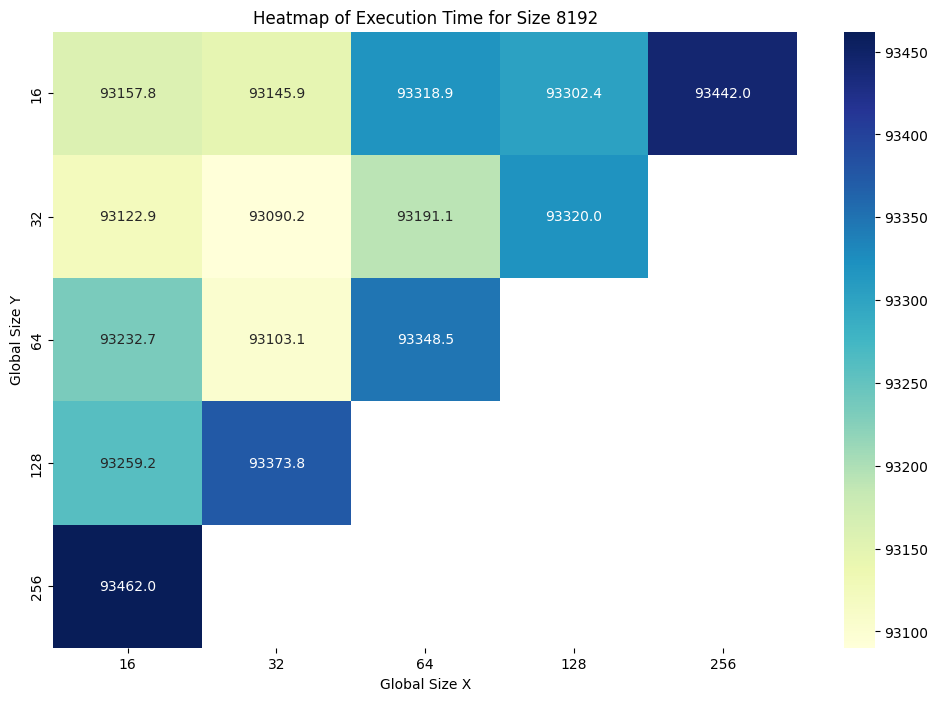 Heatmap of Execution Time for Size 8192
16 93157.8 93145.9 93318.9 93302.4 93442.0
32 93122.9 93090.2 93191.1 93320.0
64 93232.7 93103.1 93348.5
128 93259.2 93373.8
256 93462.0
Global Size Y
16 32 64 128 256
Global Size X
93450
93400
93350
93300
93250
93200
93150
93100